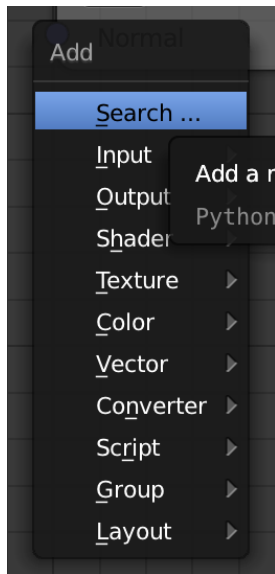 Normal
Add
Search ...
Input
Add a
Output
Python
Shader
Texture
Color
Vector
Converter
Script
Group
Layout